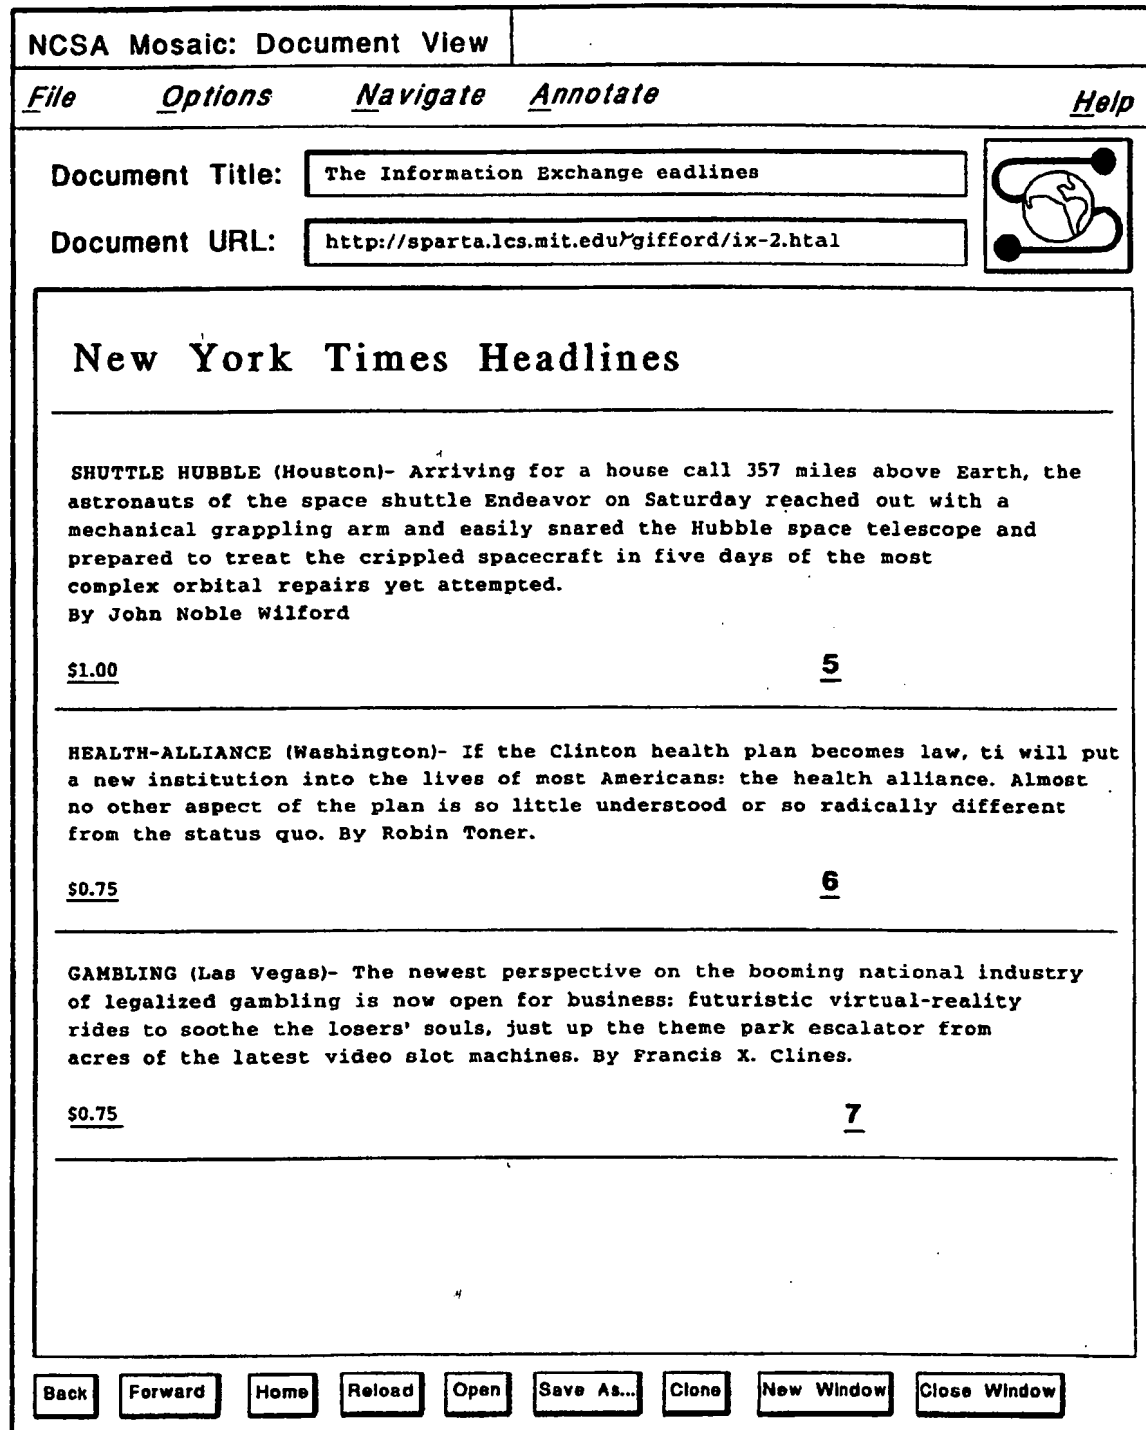 NCSA Mosaic: Document View
File Options Navigate Annotate Help
Document Title: The Information Exchange eadlines
Document URL: http://sparta.lcs.mit.edu/~gifford/ix-2.htal
New York Times Headlines
SHUTTLE HUBBLE (Houston)- Arriving for a house call 357 miles above Earth, the
astronauts of the space shuttle Endeavor on Saturday reached out with a
mechanical grappling arm and easily snared the Hubble space telescope and
prepared to treat the crippled spacecraft in five days of the most
complex orbital repairs yet attempted.
By John Noble Wilford
$1.00 5
HEALTH-ALLIANCE (Washington)- If the Clinton health plan becomes law, ti will put
a new institution into the lives of most Americans: the health alliance. Almost
no other aspect of the plan is so little understood or so radically different
from the status quo. By Robin Toner.
$0.75 6
GAMBLING (Las Vegas)- The newest perspective on the booming national industry
of legalized gambling is now open for business: futuristic virtual-reality
rides to soothe the losers' souls, just up the theme park escalator from
acres of the latest video slot machines. By Francis X. Clines.
$0.75 7
Back Forward Home Reload Open Save As... Clone New Window Close Window